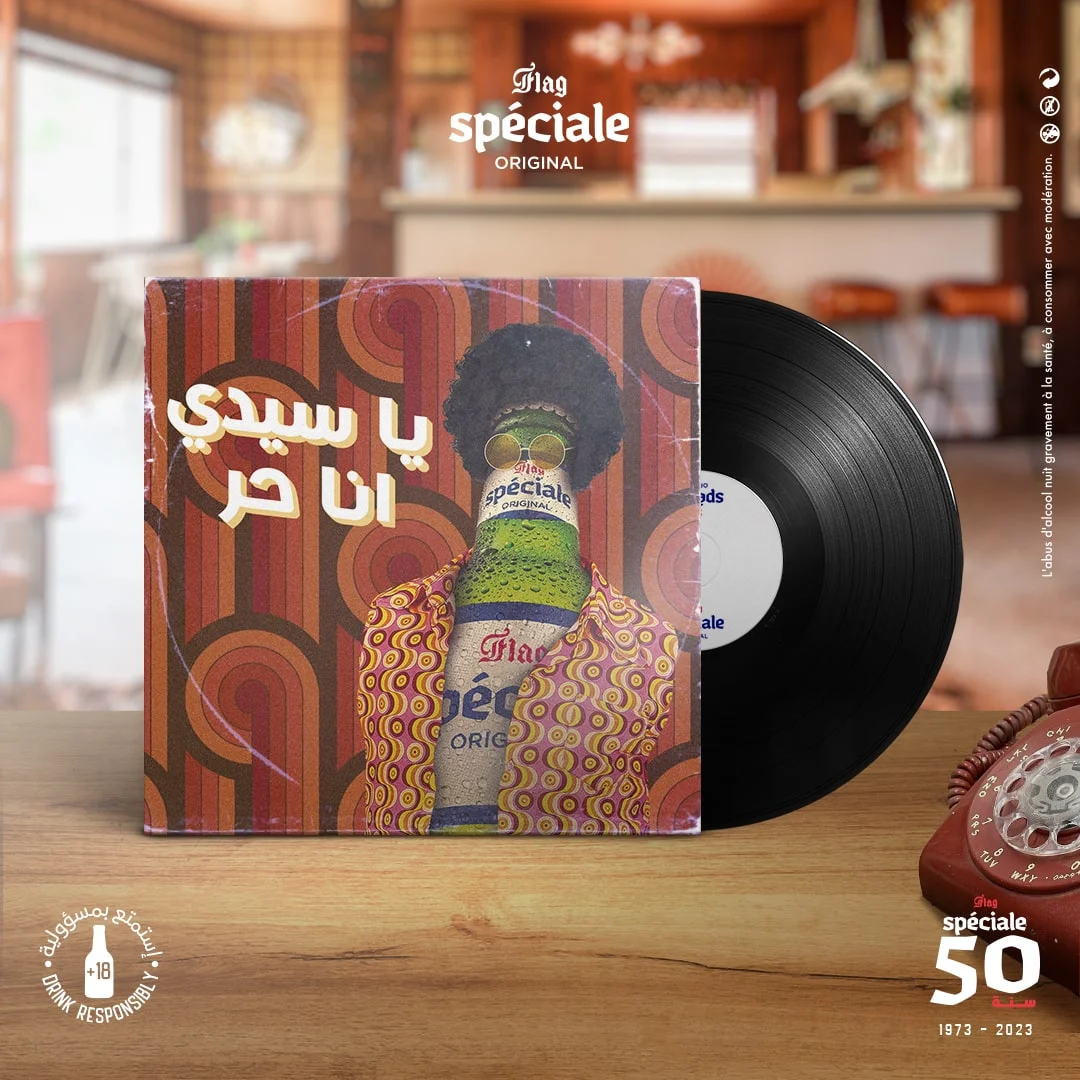 Flag
spéciale
ORIGINAL
L'abus d'alcool nuit gravement à la santé, à consommer avec modération.
يا سيدي
انا حر
Flag
spéciale
ORIGINAL
Flag
péc
ORIG
إستمتع بمسؤولية
+18
DRINK RESPONSIBLY
Flag
spéciale
50
سنة
1973 - 2023